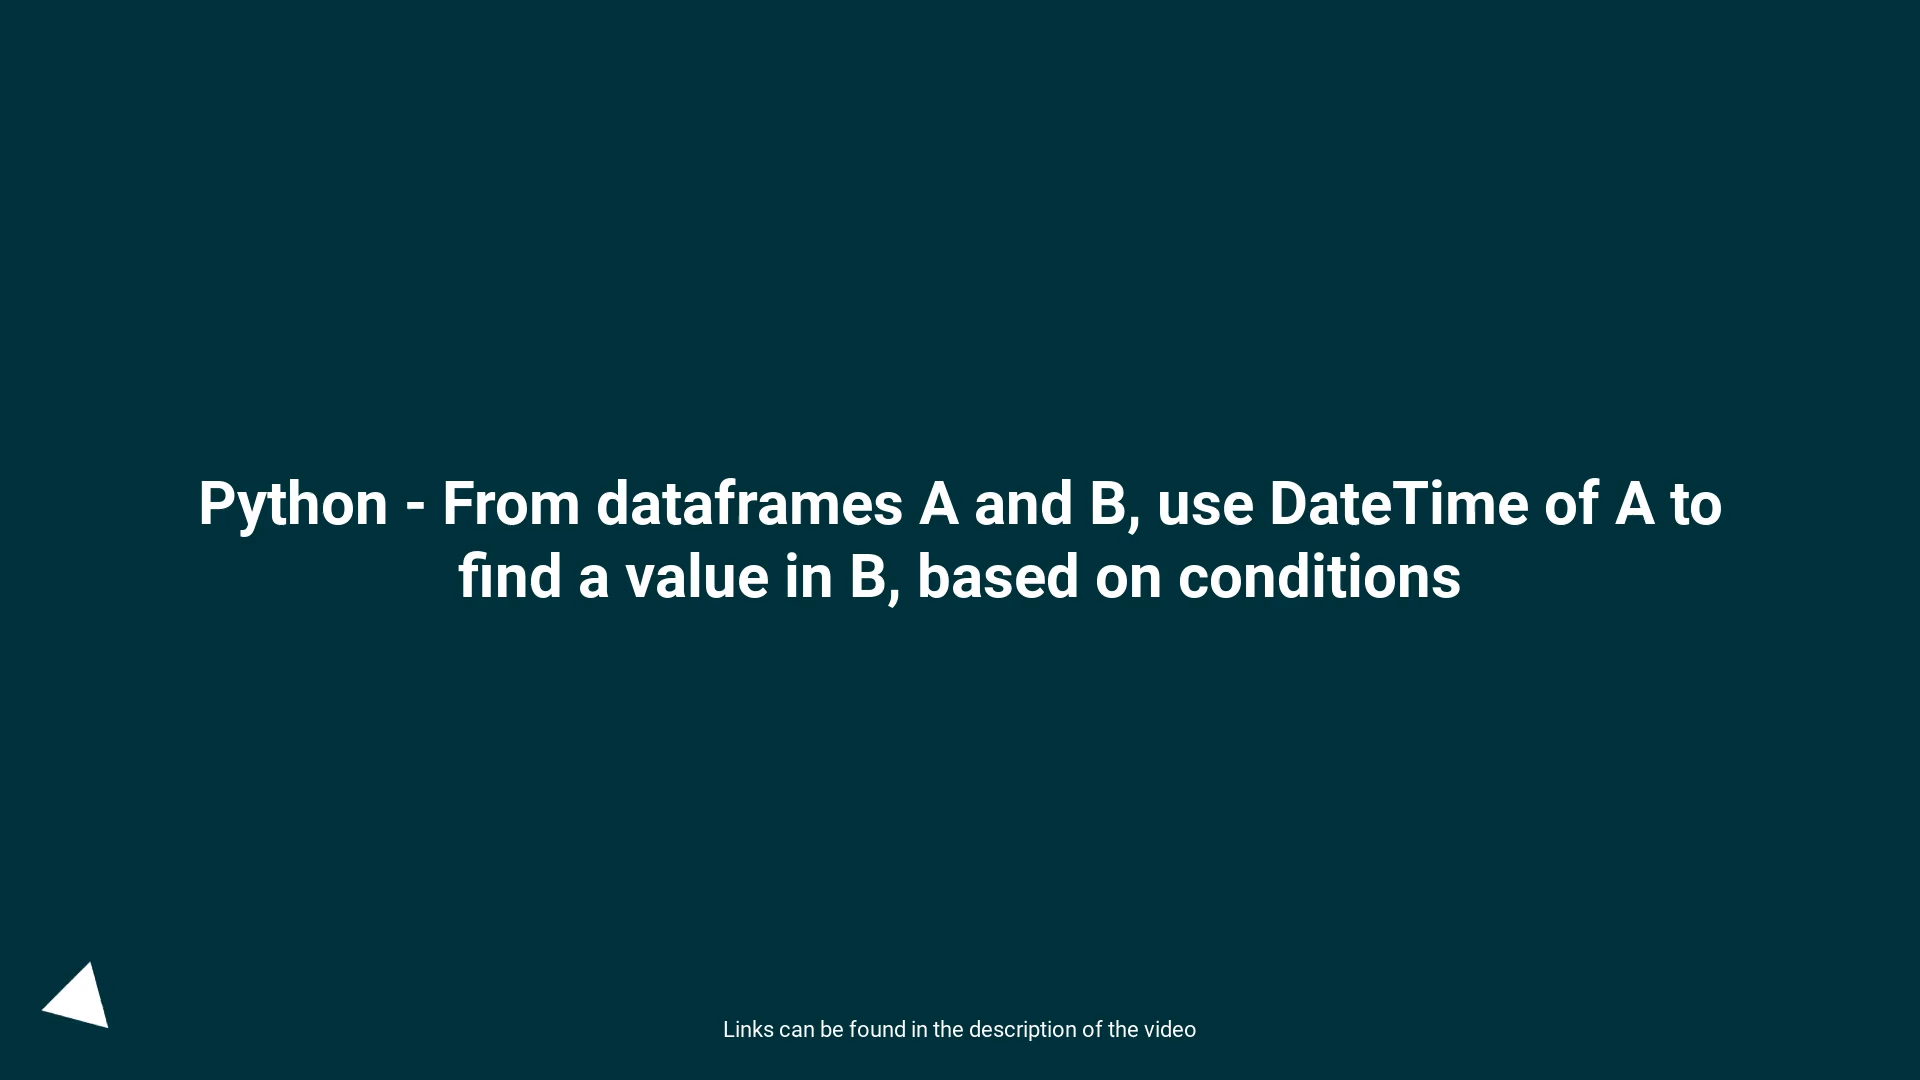 Python - From dataframes A and B, use DateTime of A to
find a value in B, based on conditions
Links can be found in the description of the video